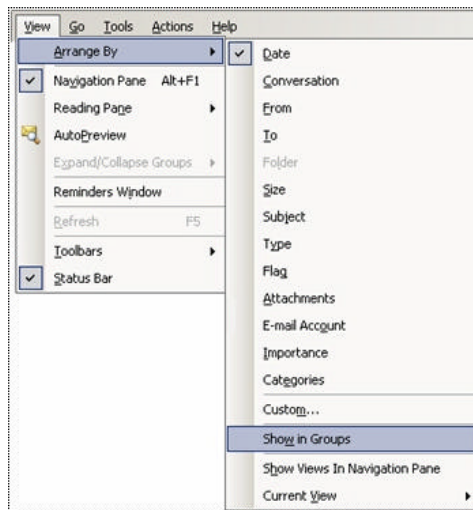 View Go Tools Actions Help
Arrange By
Navigation Pane Alt+F1
Reading Pane
AutoPreview
Expand/Collapse Groups
Reminders Window
Refresh F5
Toolbars
Status Bar
Date
Conversation
From
To
Folder
Size
Subject
Type
Flag
Attachments
E-mail Account
Importance
Categories
Custom...
Show in Groups
Show Views In Navigation Pane
Current View